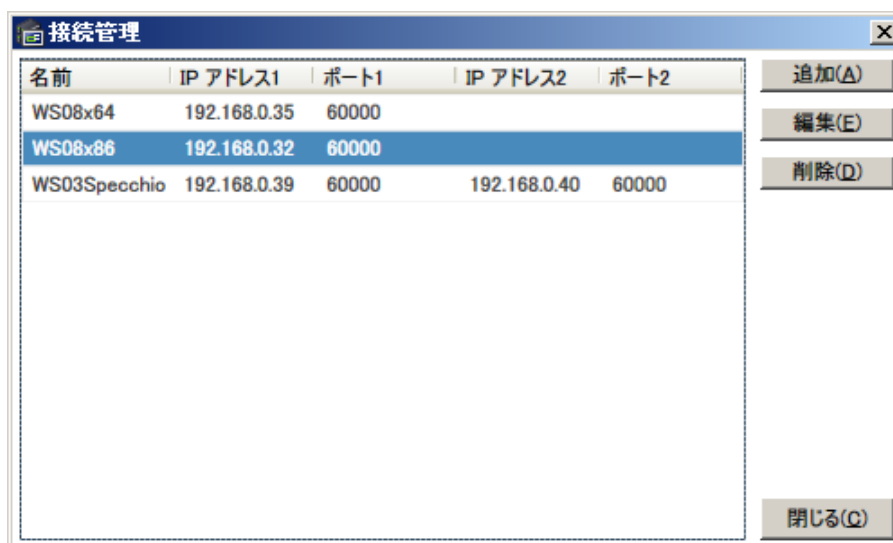 接続管理
名前 IP アドレス1 ポート1 IP アドレス2 ポート2
WS08x64 192.168.0.35 60000
WS08x86 192.168.0.32 60000
WS03Specchio 192.168.0.39 60000 192.168.0.40 60000
追加(A)
編集(E)
削除(D)
閉じる(C)